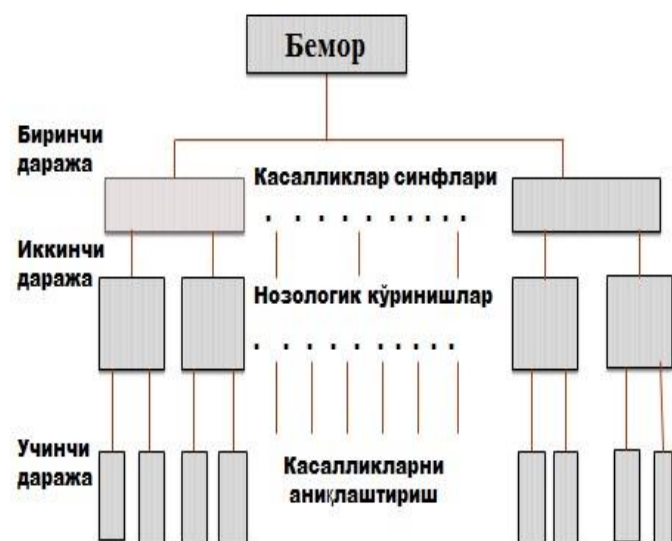 Бемор
Биринчи
даража
Касалликлар синфлари
Иккинчи
даража
Нозологик кўринишлар
Учинчи
даража
Касалликларни
аниқлаштириш